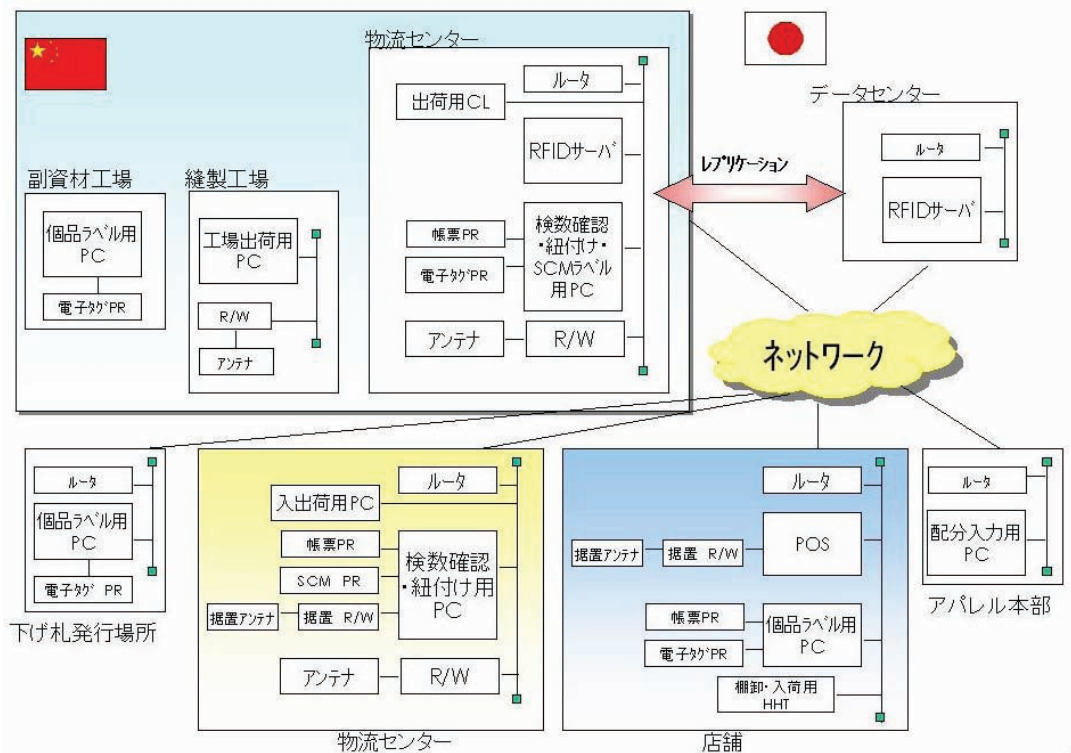 物流センター
ルータ
出荷用CL
RFIDサーバ
帳票PR
電子タグPR
検数確認
・紐付け・
SCMラベル
用PC
アンテナ
R/W
副資材工場
個品ラベル用
PC
電子タグPR
縫製工場
工場出荷用
PC
R/W
アンテナ
レプリケーション
データセンター
ルータ
RFIDサーバ
ネットワーク
ルータ
個品ラベル用
PC
電子タグ PR
下げ札発行場所
ルータ
入出荷用PC
帳票PR
SCM PR
据置アンテナ
据置 R/W
検数確認
・紐付け用
PC
アンテナ
R/W
物流センター
ルータ
据置アンテナ
据置 R/W
POS
帳票PR
電子タグPR
個品ラベル用
PC
棚卸・入荷用
HHT
店舗
ルータ
配分入力用
PC
アパレル本部